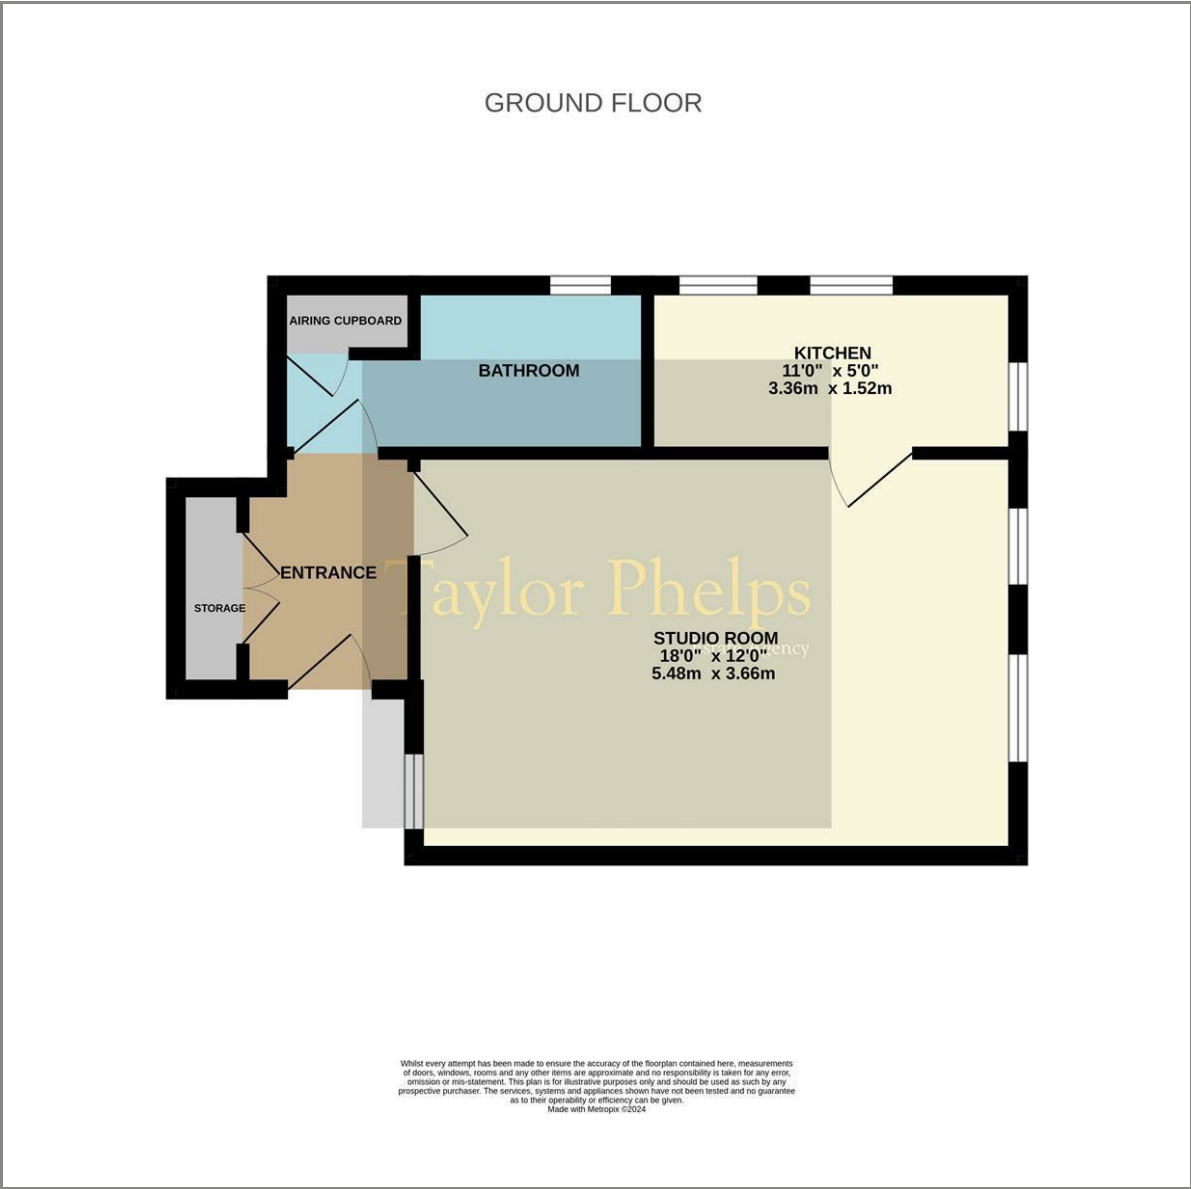 GROUND FLOOR
AIRING CUPBOARD
BATHROOM
KITCHEN
11'0" x 5'0"
3.36m x 1.52m
ENTRANCE
STORAGE
Taylor Phelps
Estate Agency
STUDIO ROOM
18'0" x 12'0"
5.48m x 3.66m
Whilst every attempt has been made to ensure the accuracy of the floorplan contained here, measurements
of doors, windows, rooms and any other items are approximate and no responsibility is taken for any error,
omission or mis-statement. This plan is for illustrative purposes only and should be used as such by any
prospective purchaser. The services, systems and appliances shown have not been tested and no guarantee
as to their operability or efficiency can be given.
Made with Metropix ©2024